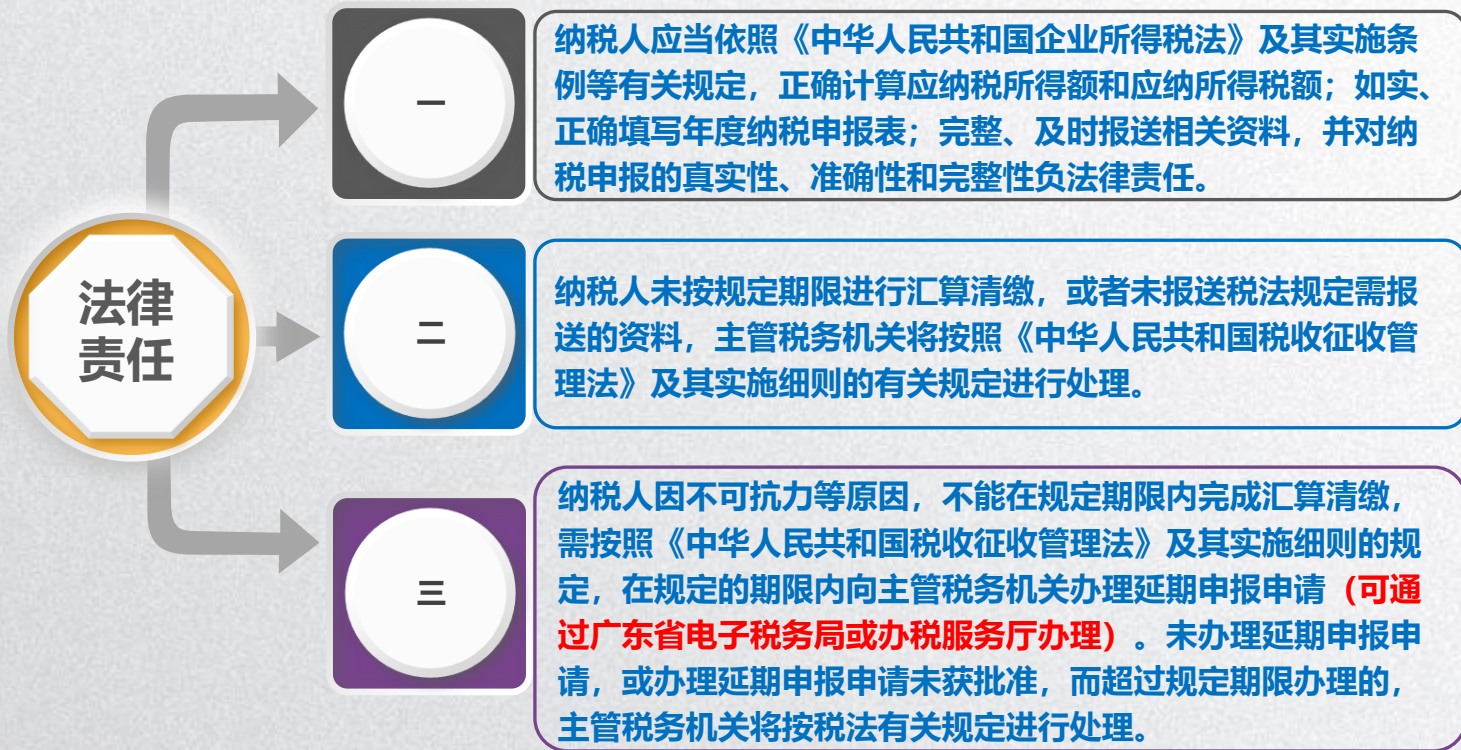 法律
责任
一
纳税人应当依照《中华人民共和国企业所得税法》及其实施条
例等有关规定，正确计算应纳税所得额和应纳所得税额；如实、
正确填写年度纳税申报表；完整、及时报送相关资料，并对纳
税申报的真实性、准确性和完整性负法律责任。
二
纳税人未按规定期限进行汇算清缴，或者未报送税法规定需报
送的资料，主管税务机关将按照《中华人民共和国税收征收管
理法》及其实施细则的有关规定进行处理。
三
纳税人因不可抗力等原因，不能在规定期限内完成汇算清缴，
需按照《中华人民共和国税收征收管理法》及其实施细则的规
定，在规定的期限内向主管税务机关办理延期申报申请（可通
过广东省电子税务局或办税服务厅办理）。未办理延期申报申
请，或办理延期申报申请未获批准，而超过规定期限办理的，
主管税务机关将按税法有关规定进行处理。